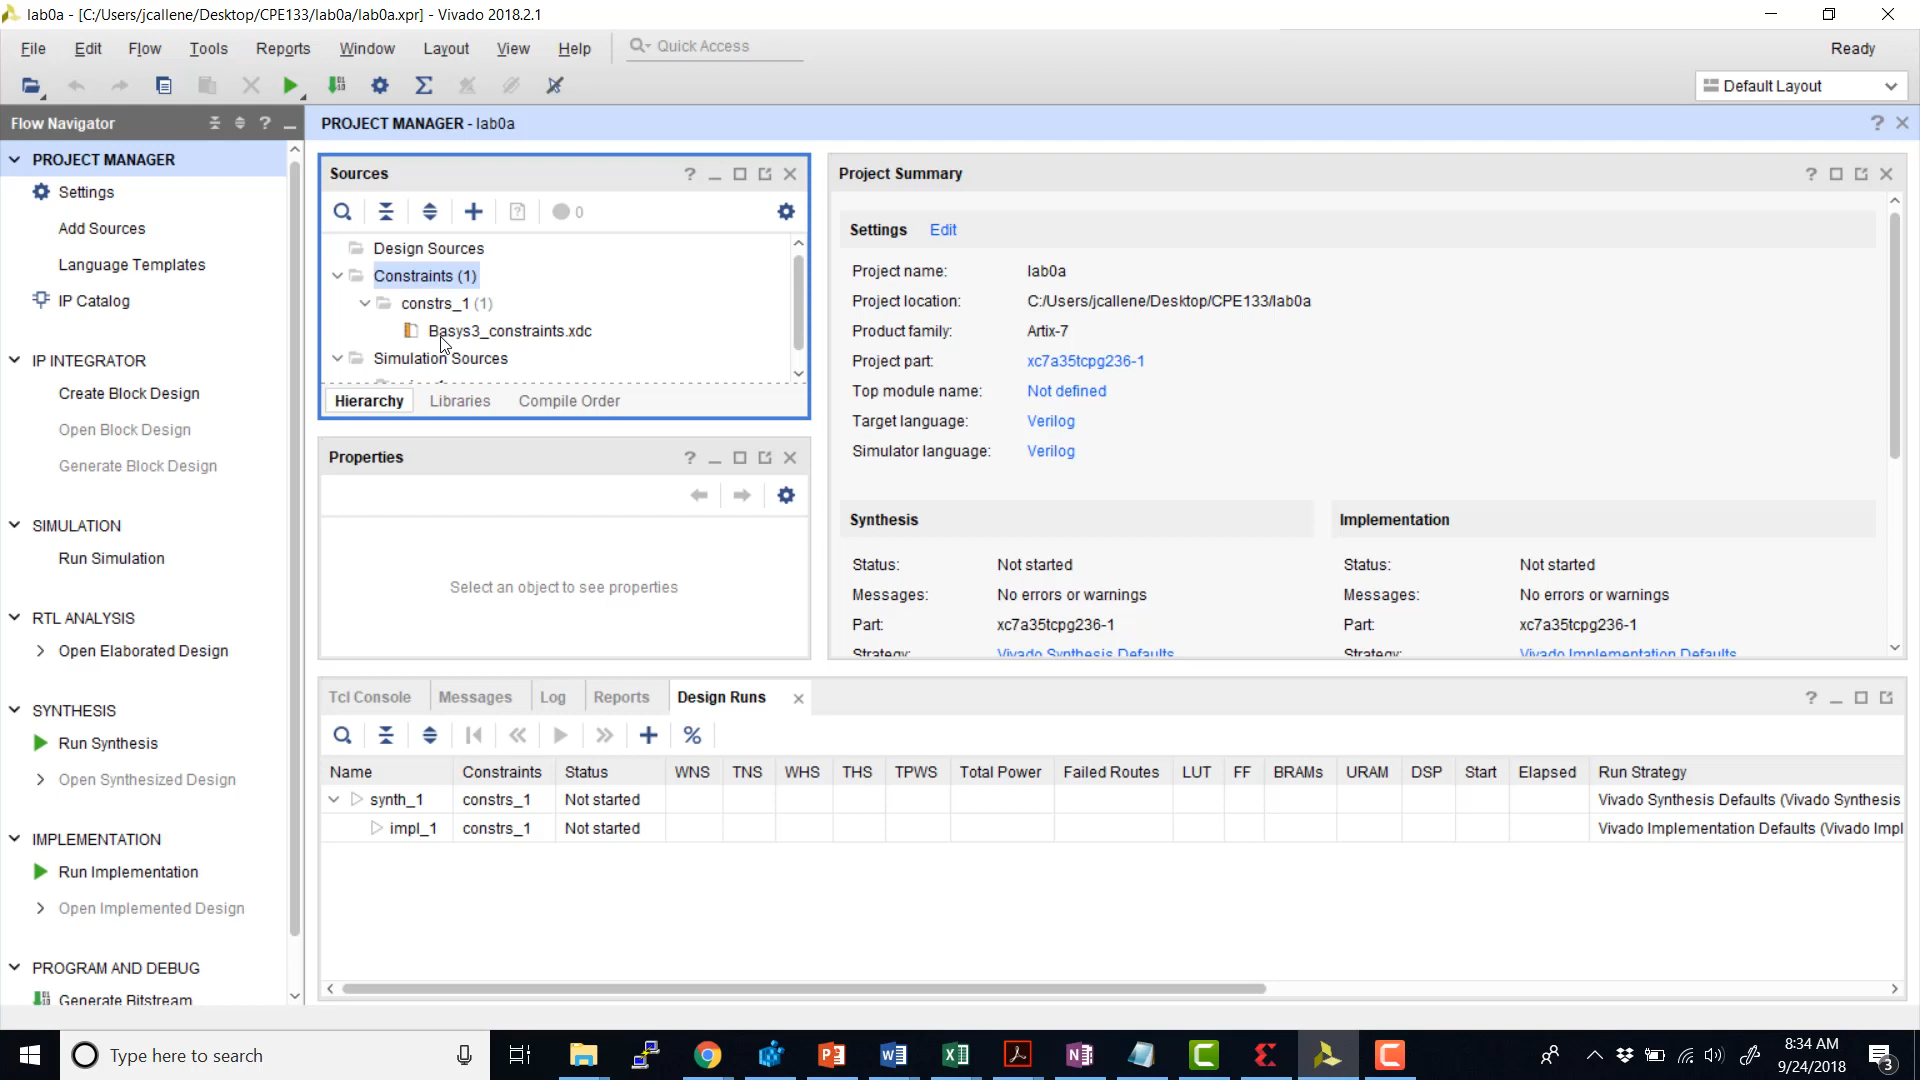 lab0a - [C:/Users/jcallene/Desktop/CPE133/lab0a/lab0a.xpr] - Vivado 2018.2.1
File Edit Flow Tools Reports Window Layout View Help Quick Access Ready
Default Layout
Flow Navigator
PROJECT MANAGER
Settings
Add Sources
Language Templates
IP Catalog
IP INTEGRATOR
Create Block Design
Open Block Design
Generate Block Design
SIMULATION
Run Simulation
RTL ANALYSIS
Open Elaborated Design
SYNTHESIS
Run Synthesis
Open Synthesized Design
IMPLEMENTATION
Run Implementation
Open Implemented Design
PROGRAM AND DEBUG
Generate Bitstream
PROJECT MANAGER - lab0a
Sources
0
Design Sources
Constraints (1)
constrs_1 (1)
Basys3_constraints.xdc
Simulation Sources
Hierarchy Libraries Compile Order
Properties
Select an object to see properties
Project Summary
Settings Edit
Project name: lab0a
Project location: C:/Users/jcallene/Desktop/CPE133/lab0a
Product family: Artix-7
Project part: xc7a35tcpg236-1
Top module name: Not defined
Target language: Verilog
Simulator language: Verilog
Synthesis
Status: Not started
Messages: No errors or warnings
Part: xc7a35tcpg236-1
Strategy: Vivado Synthesis Defaults
Implementation
Status: Not started
Messages: No errors or warnings
Part: xc7a35tcpg236-1
Strategy: Vivado Implementation Defaults
Tcl Console Messages Log Reports Design Runs
Name Constraints Status WNS TNS WHS THS TPWS Total Power Failed Routes LUT FF BRAMs URAM DSP Start Elapsed Run Strategy
synth_1 constrs_1 Not started Vivado Synthesis Defaults (Vivado Synthesis
impl_1 constrs_1 Not started Vivado Implementation Defaults (Vivado Impl
Type here to search
8:34 AM
9/24/2018
3